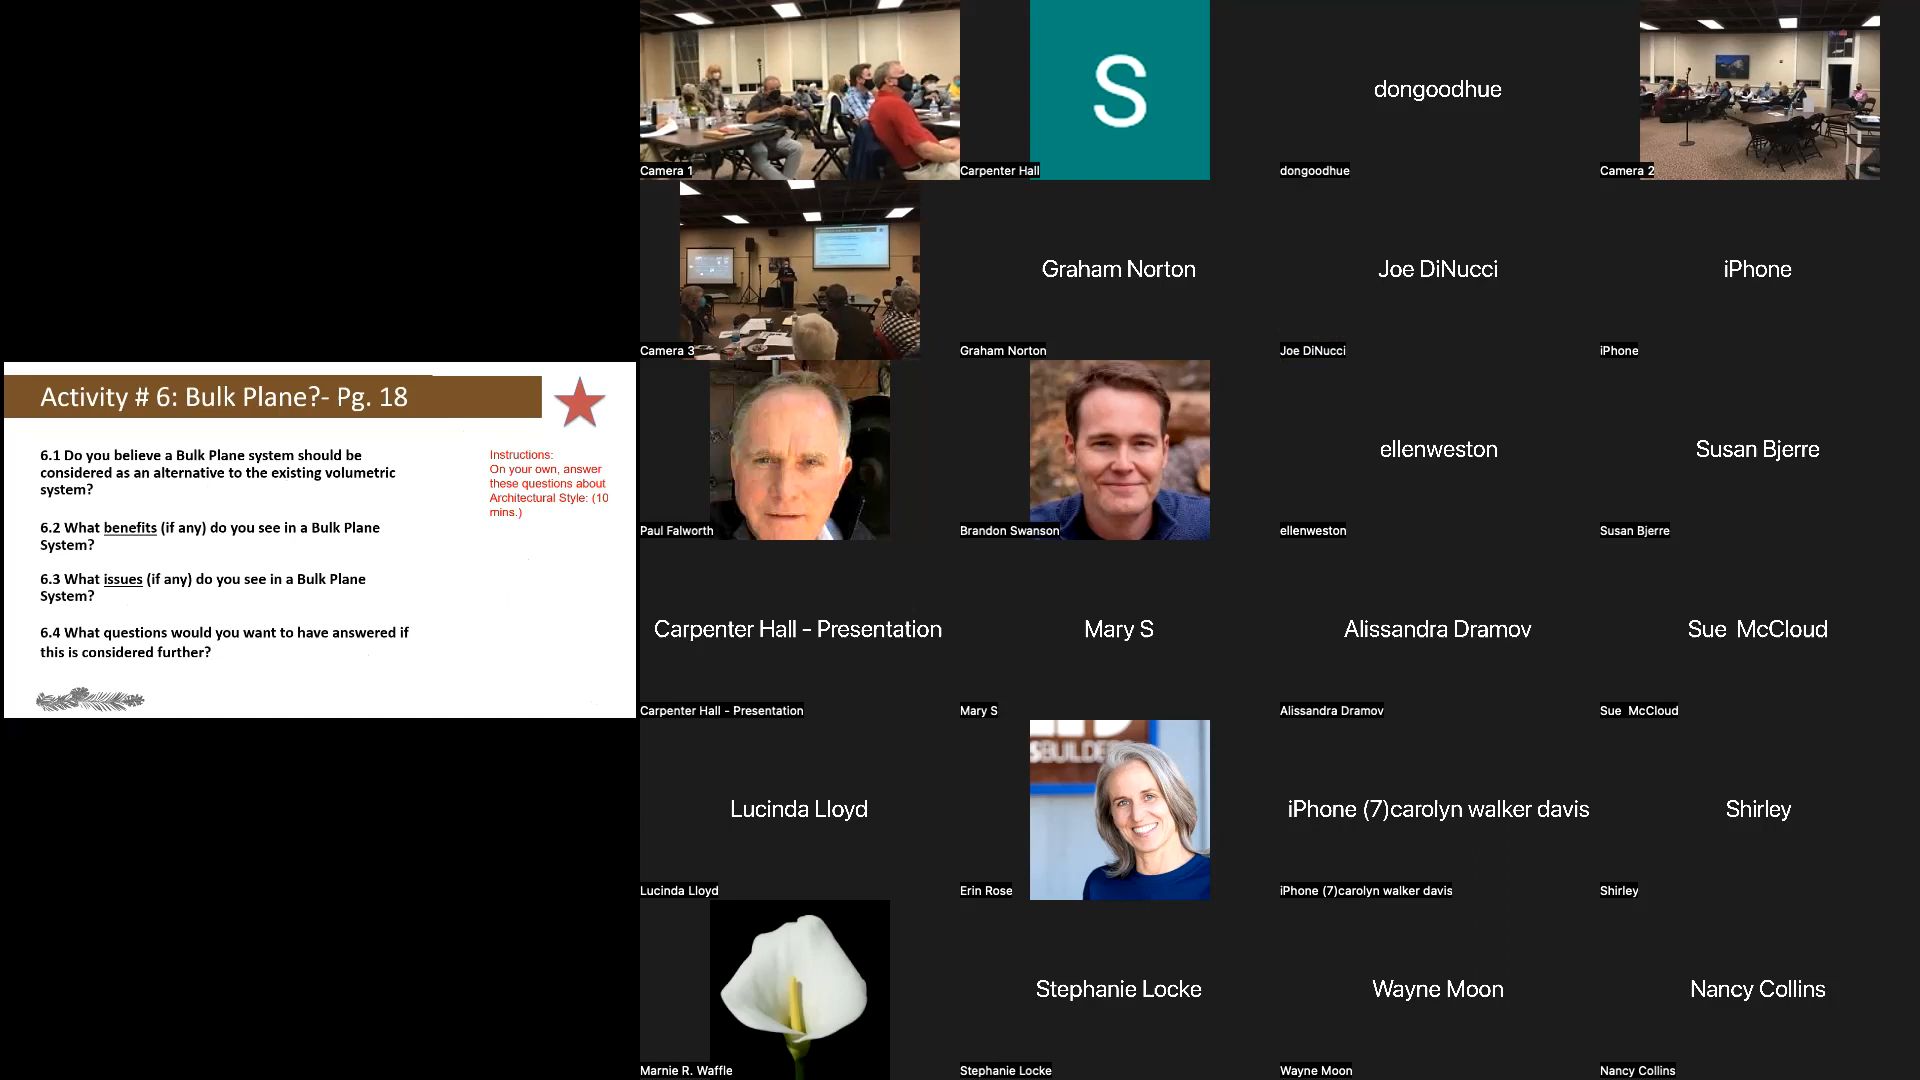 Activity # 6: Bulk Plane?- Pg. 18
6.1 Do you believe a Bulk Plane system should be
considered as an alternative to the existing volumetric
system?
6.2 What benefits (if any) do you see in a Bulk Plane
System?
6.3 What issues (if any) do you see in a Bulk Plane
System?
6.4 What questions would you want to have answered if
this is considered further?
Instructions:
On your own, answer
these questions about
Architectural Style: (10
mins.)
Camera 1
S
Carpenter Hall
dongoodhue
dongoodhue
Camera 2
Camera 3
Graham Norton
Graham Norton
Joe DiNucci
Joe DiNucci
iPhone
iPhone
Paul Falworth
Brandon Swanson
ellenweston
ellenweston
Susan Bjerre
Susan Bjerre
Carpenter Hall - Presentation
Carpenter Hall - Presentation
Mary S
Mary S
Alissandra Dramov
Alissandra Dramov
Sue McCloud
Sue McCloud
Lucinda Lloyd
Lucinda Lloyd
BUILDERS
Erin Rose
iPhone (7)carolyn walker davis
iPhone (7)carolyn walker davis
Shirley
Shirley
Marnie R. Waffle
Stephanie Locke
Stephanie Locke
Wayne Moon
Wayne Moon
Nancy Collins
Nancy Collins